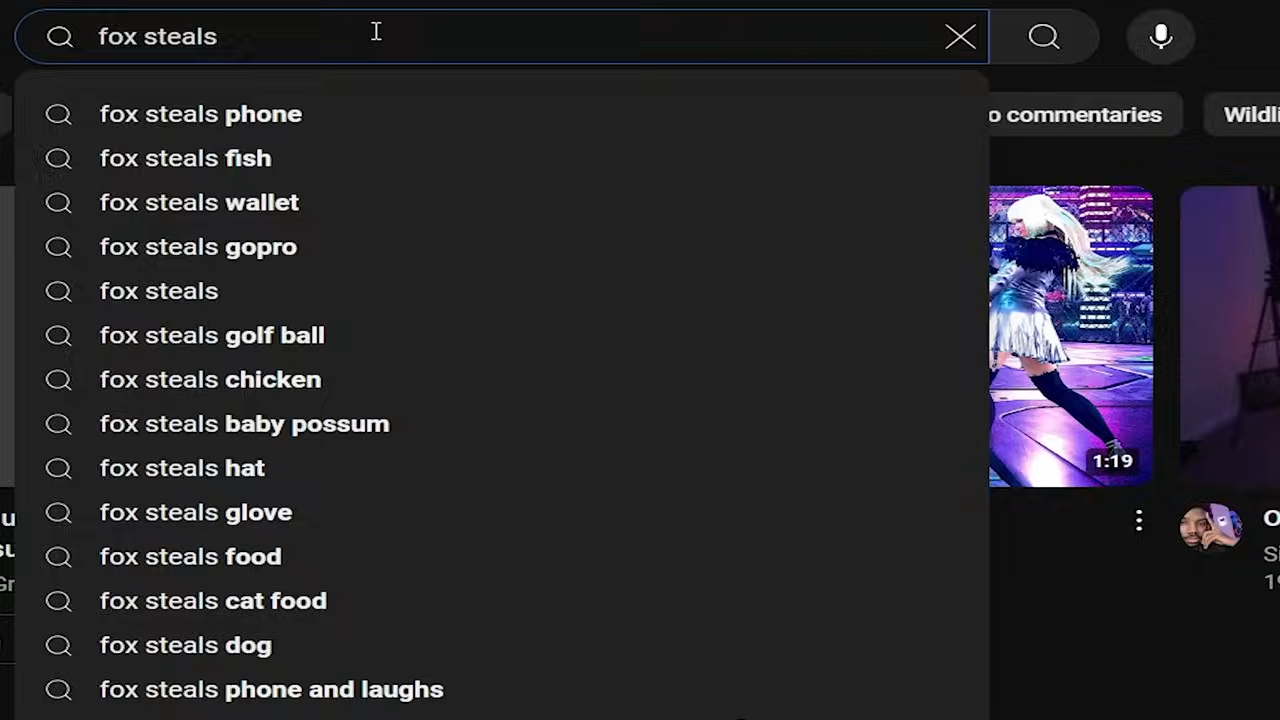 fox steals
fox steals phone
o commentaries
Wildli
fox steals fish
fox steals wallet
fox steals gopro
fox steals
fox steals golf ball
fox steals chicken
fox steals baby possum
fox steals hat
1:19
fox steals glove
fox steals food
fox steals cat food
fox steals dog
fox steals phone and laughs